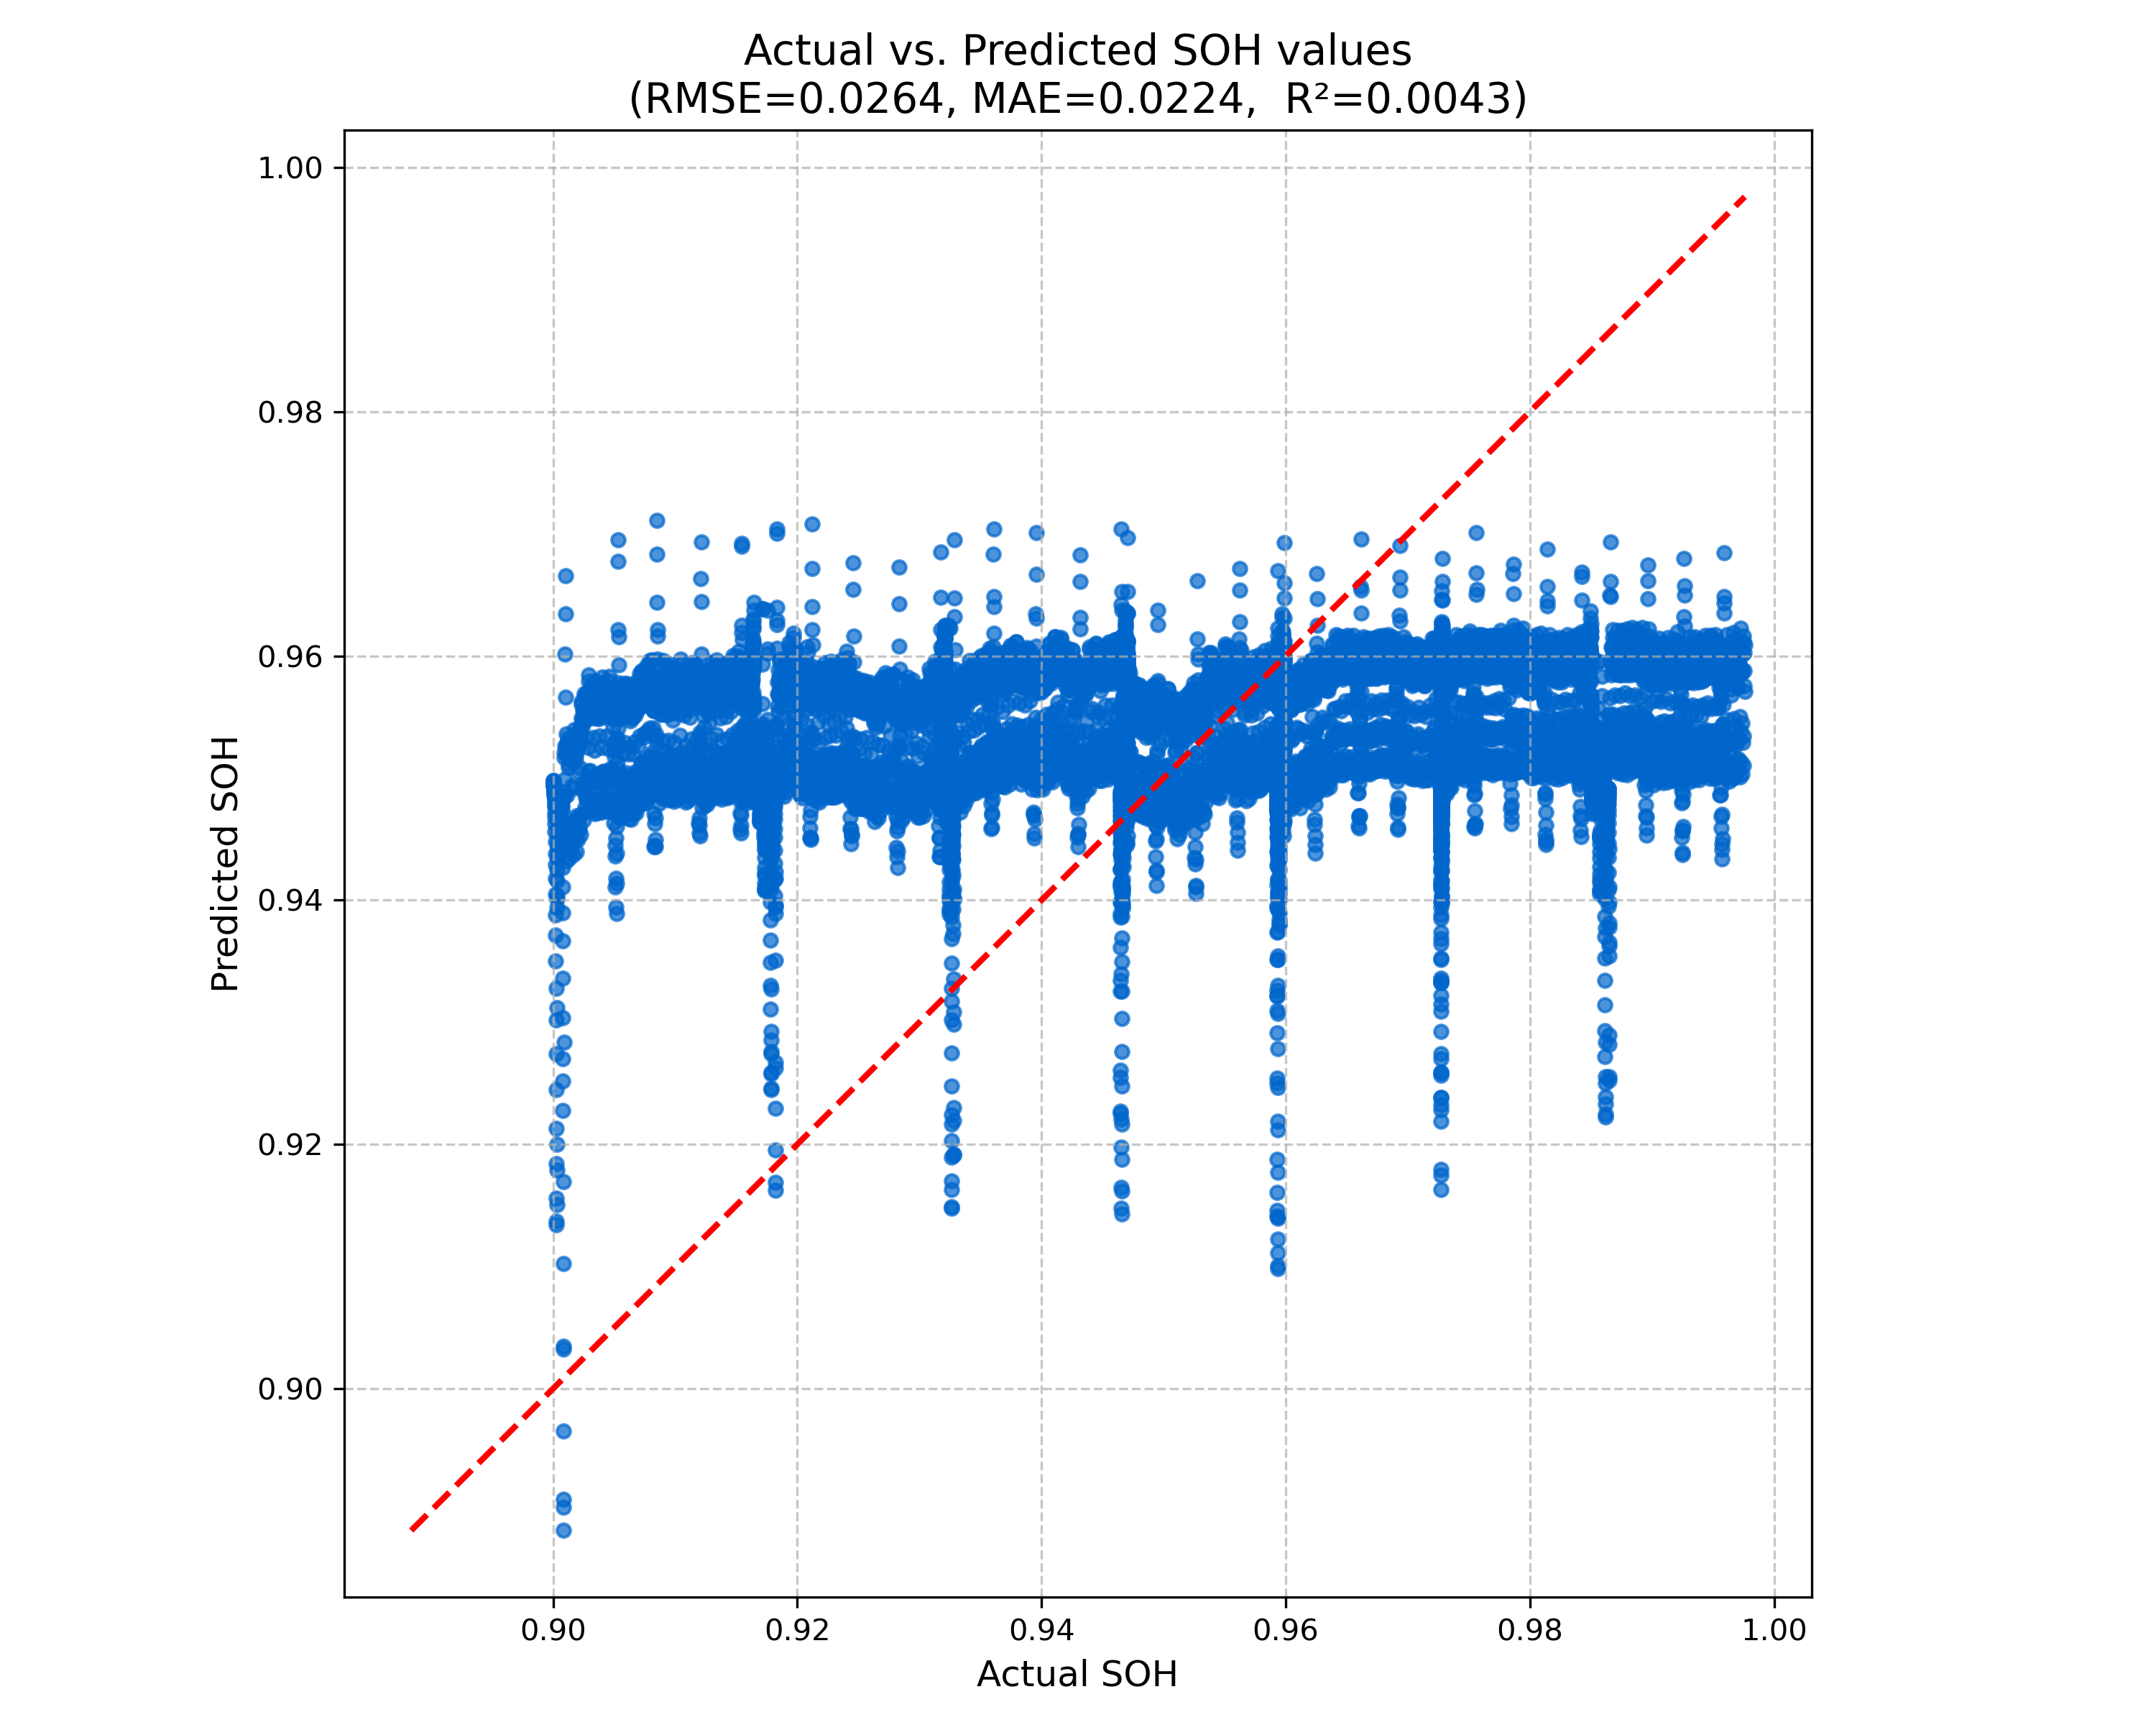 Actual vs. Predicted SOH values
(RMSE=0.0264, MAE=0.0224,  R²=0.0043)
1.00
0.98
0.96
0.94
0.92
0.90
Predicted SOH
0.90 0.92 0.94 0.96 0.98 1.00
Actual SOH